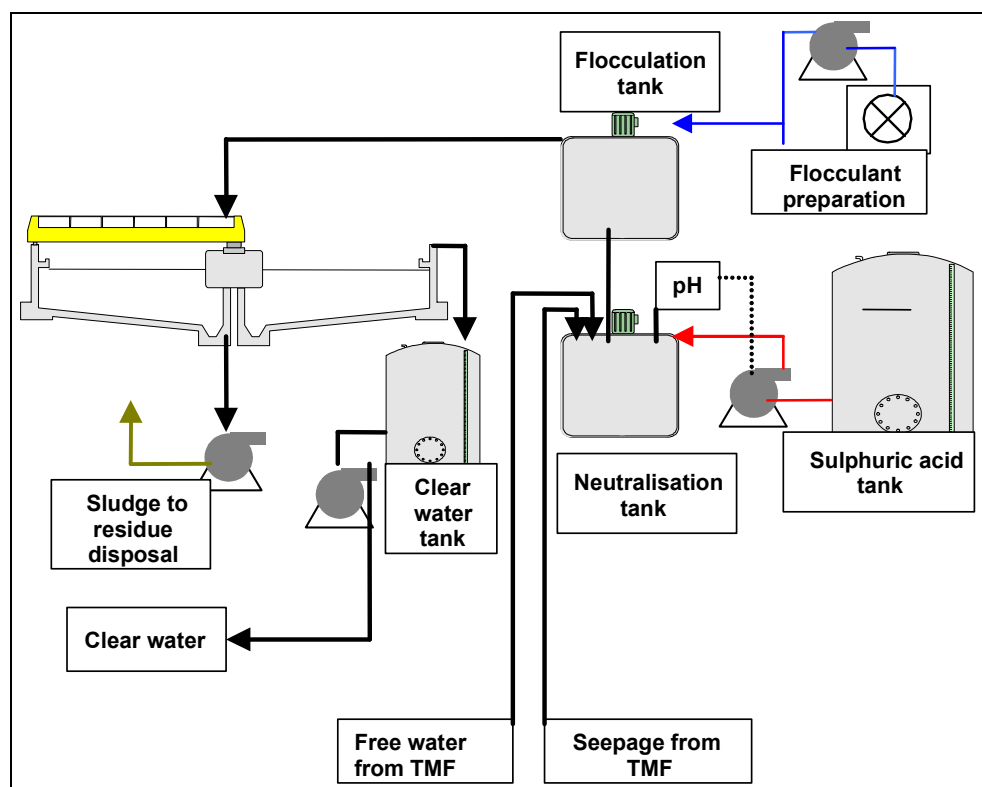 Flocculation
tank
Flocculant
preparation
pH
Sulphuric acid
tank
Neutralisation
tank
Clear
water
tank
Sludge to
residue
disposal
Clear water
Free water
from TMF
Seepage from
TMF